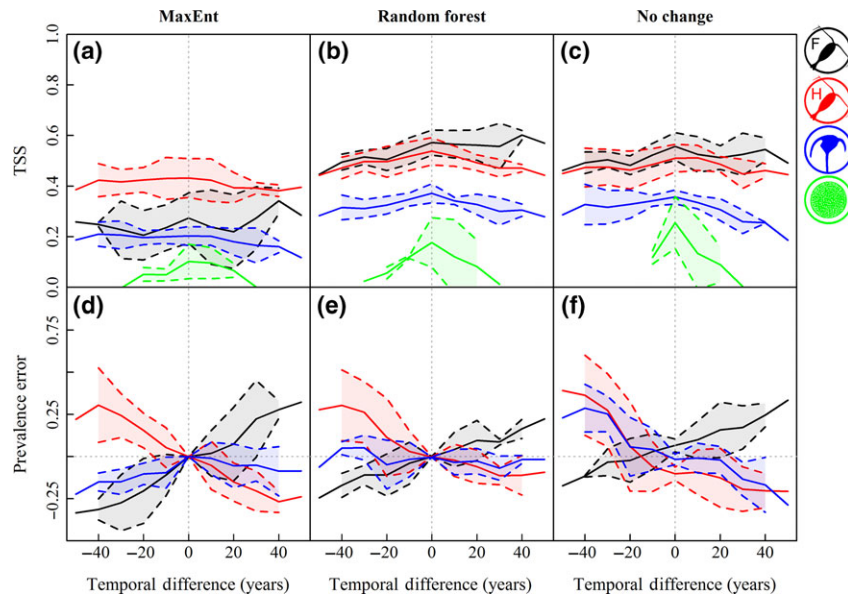 MaxEnt
Random forest
No change
(a)
(b)
(c)
F
H
TSS
1.0
0.8
0.6
0.4
0.2
0.0
(d)
(e)
(f)
Prevalence error
0.75
0.25
−0.25
−40 −20 0 20 40
−40 −20 0 20 40
−40 −20 0 20 40
Temporal difference (years)
Temporal difference (years)
Temporal difference (years)